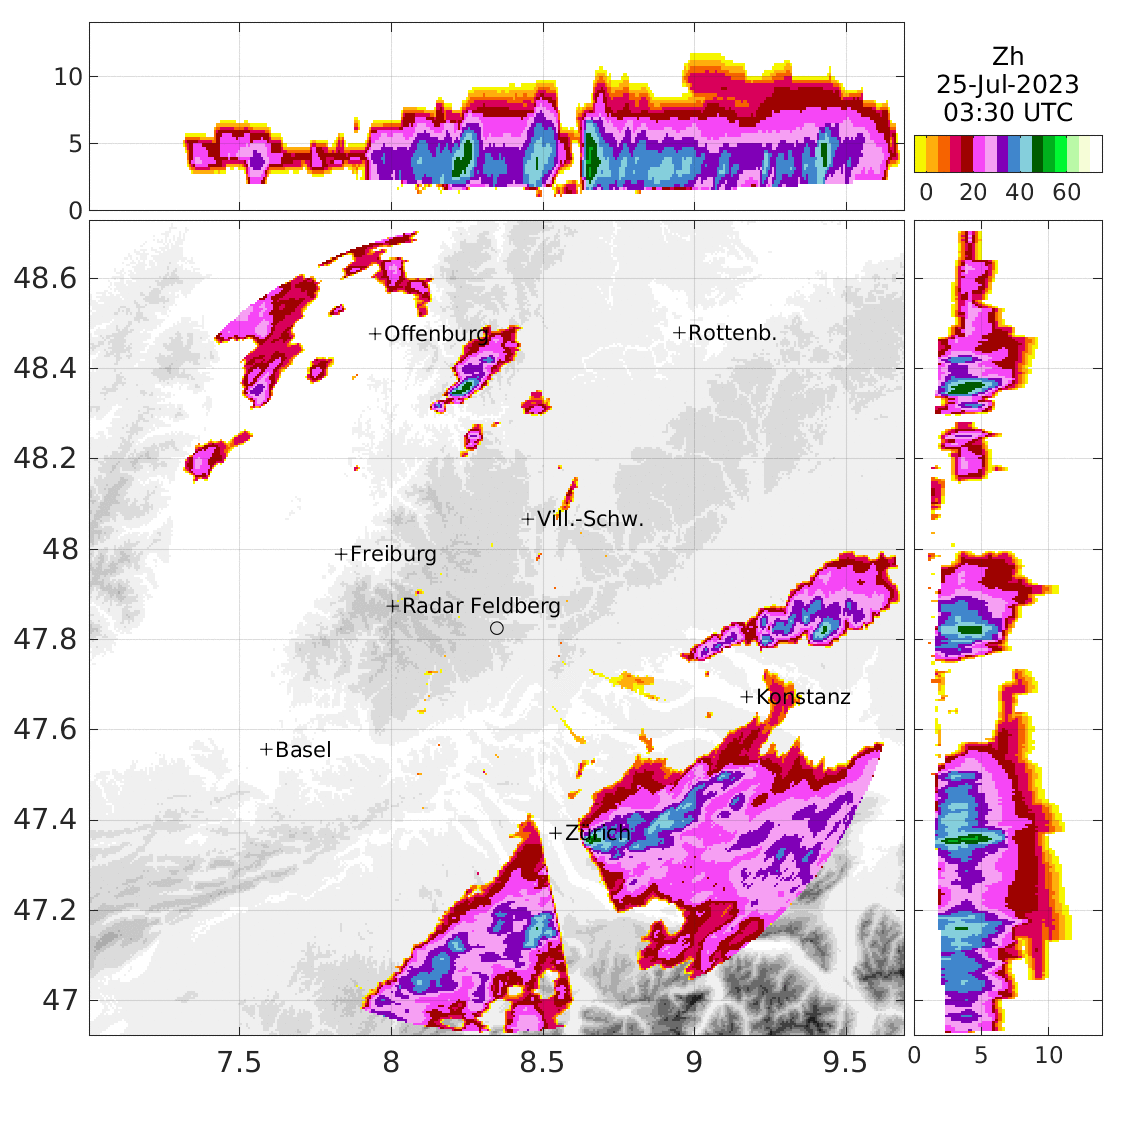 10
5
0
Zh
25-Jul-2023
03:30 UTC
0 20 40 60
48.6
48.4
48.2
48
47.8
47.6
47.4
47.2
47
+Offenburg
+Rottenb.
+Vill.-Schw.
+Freiburg
+Radar Feldberg
+Konstanz
+Basel
+Zürich
7.5 8 8.5 9 9.5
0 5 10